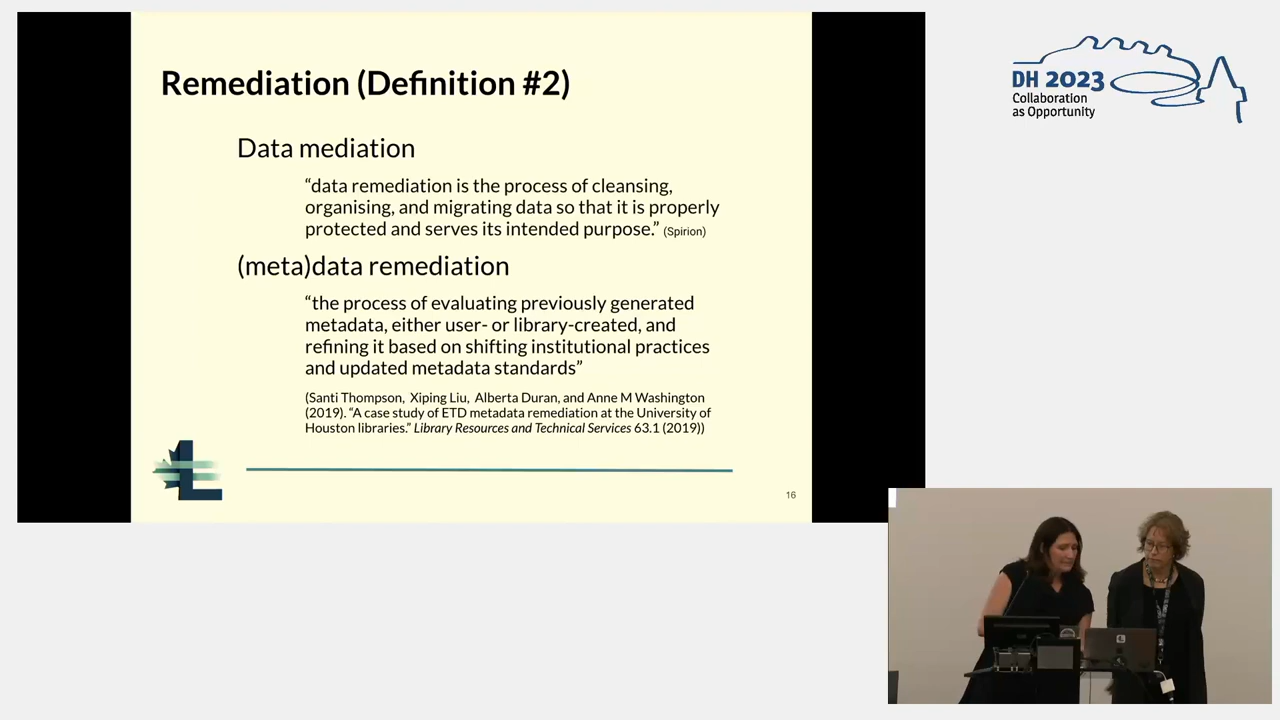 Remediation (Definition #2)
Data mediation
“data remediation is the process of cleansing,
organising, and migrating data so that it is properly
protected and serves its intended purpose.” (Spirion)
(meta)data remediation
“the process of evaluating previously generated
metadata, either user- or library-created, and
refining it based on shifting institutional practices
and updated metadata standards”
(Santi Thompson, Xiping Liu, Alberta Duran, and Anne M Washington
(2019). “A case study of ETD metadata remediation at the University of
Houston libraries.” Library Resources and Technical Services 63.1 (2019))
16
DH 2023
Collaboration
as Opportunity